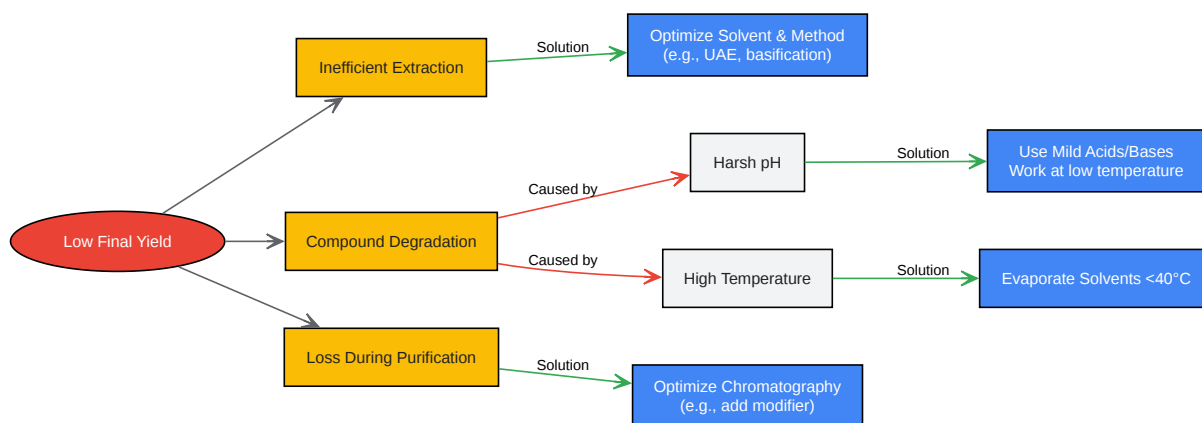 Optimize Solvent & Method
(e.g., UAE, basification)
Solution
Inefficient Extraction
Harsh pH
Solution
Use Mild Acids/Bases
Work at low temperature
Caused by
Low Final Yield
Compound Degradation
Caused by
High Temperature
Solution
Evaporate Solvents <40°C
Loss During Purification
Solution
Optimize Chromatography
(e.g., add modifier)